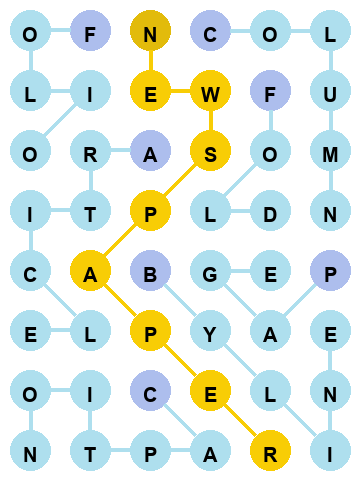 O F N C O L
L I E W F U
O R A S O M
I T P L D N
C A B G E P
E L P Y A E
O I C E L N
N T P A R I